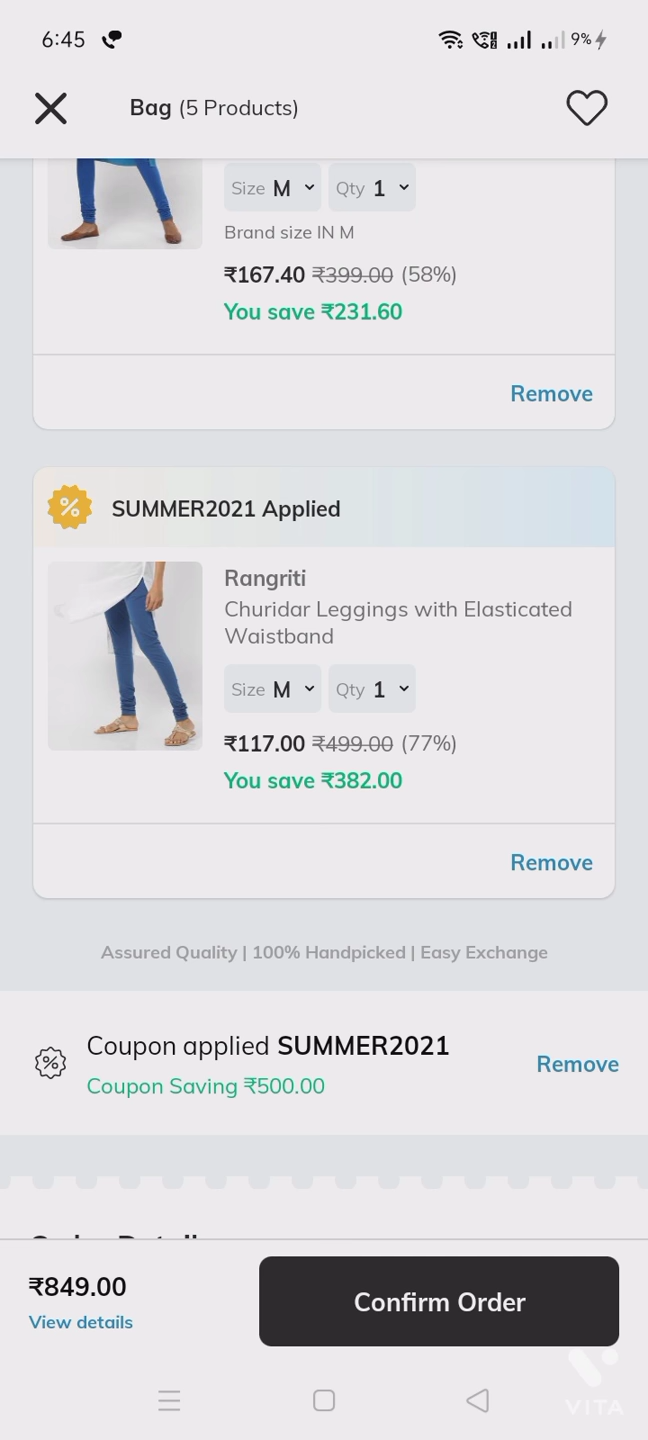 6:45
9%
Bag (5 Products)
Size M Qty 1
Brand size IN M
₹167.40 ₹399.00 (58%)
You save ₹231.60
Remove
SUMMER2021 Applied
Rangriti
Churidar Leggings with Elasticated
Waistband
Size M Qty 1
₹117.00 ₹499.00 (77%)
You save ₹382.00
Remove
Assured Quality | 100% Handpicked | Easy Exchange
Coupon applied SUMMER2021
Coupon Saving ₹500.00
Remove
₹849.00
View details
Confirm Order
VITA